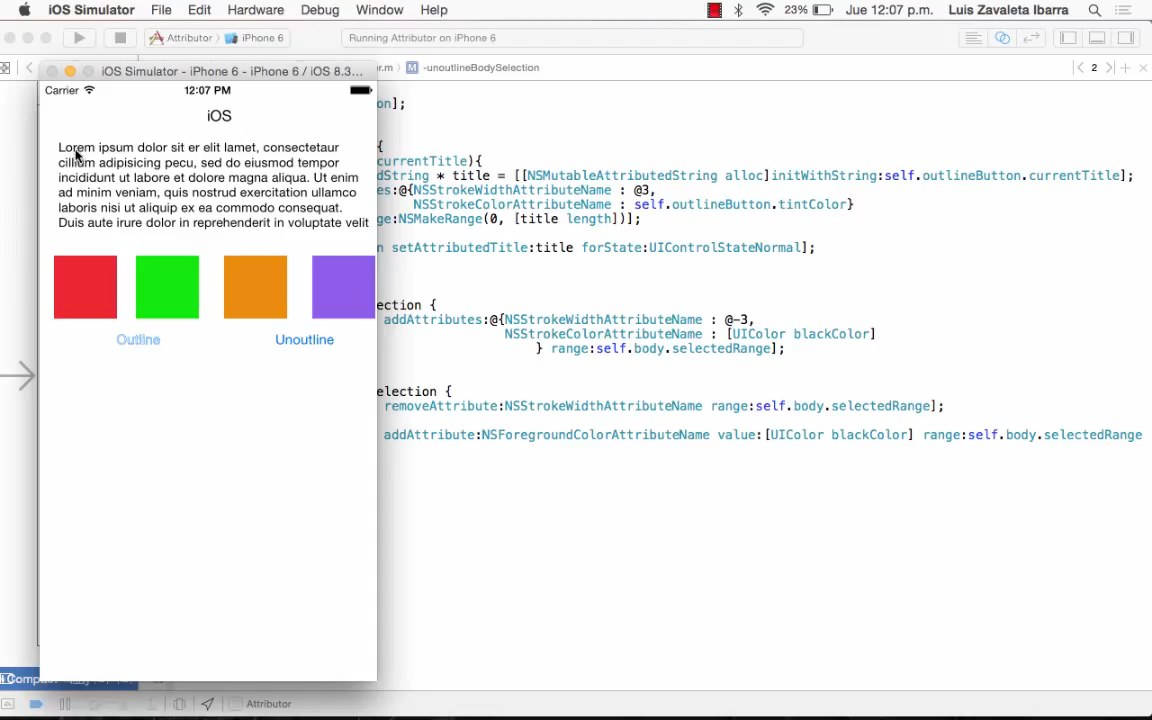 iOS Simulator File Edit Hardware Debug Window Help 23% Jue 12:07 p.m. Luis Zavaleta Ibarra
Attributor iPhone 6 Running Attributor on iPhone 6
iOS Simulator - iPhone 6 - iPhone 6 / iOS 8.3... r.m M -unoutlineBodySelection 2
Carrier 12:07 PM
iOS
Lorem ipsum dolor sit er elit lamet, consectetaur
cillium adipisicing pecu, sed do eiusmod tempor
incididunt ut labore et dolore magna aliqua. Ut enim
ad minim veniam, quis nostrud exercitation ullamco
laboris nisi ut aliquip ex ea commodo consequat.
Duis aute irure dolor in reprehenderit in voluptate velit
Outline Unoutline
on];
{
currentTitle){
dString * title = [[NSMutableAttributedString alloc]initWithString:self.outlineButton.currentTitle];
es:@{NSStrokeWidthAttributeName : @3,
NSStrokeColorAttributeName : self.outlineButton.tintColor}
ge:NSMakeRange(0, [title length])];
n setAttributedTitle:title forState:UIControlStateNormal];
ection {
addAttributes:@{NSStrokeWidthAttributeName : @-3,
NSStrokeColorAttributeName : [UIColor blackColor]
} range:self.body.selectedRange];
election {
removeAttribute:NSStrokeWidthAttributeName range:self.body.selectedRange];
addAttribute:NSForegroundColorAttributeName value:[UIColor blackColor] range:self.body.selectedRange
Attributor